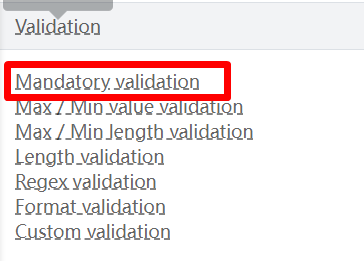 Validation
Mandatory validation
Max / Min value validation
Max / Min length validation
Length validation
Regex validation
Format validation
Custom validation